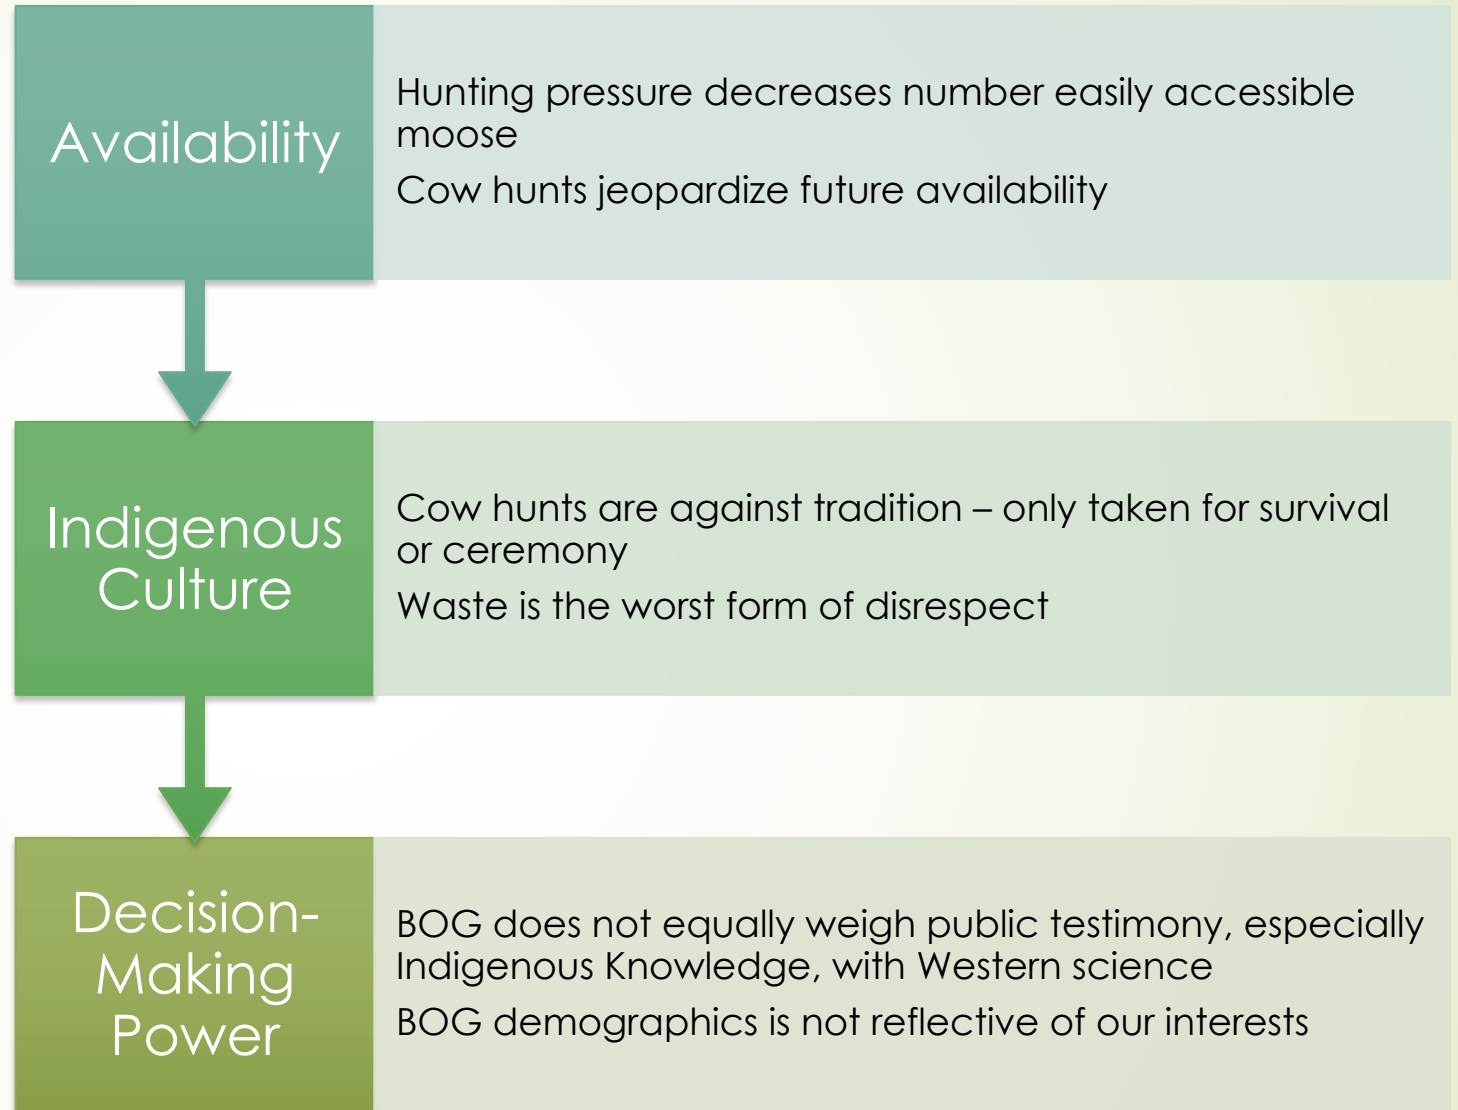 Availability
Hunting pressure decreases number easily accessible
moose
Cow hunts jeopardize future availability
Indigenous
Culture
Cow hunts are against tradition – only taken for survival
or ceremony
Waste is the worst form of disrespect
Decision-
Making
Power
BOG does not equally weigh public testimony, especially
Indigenous Knowledge, with Western science
BOG demographics is not reflective of our interests